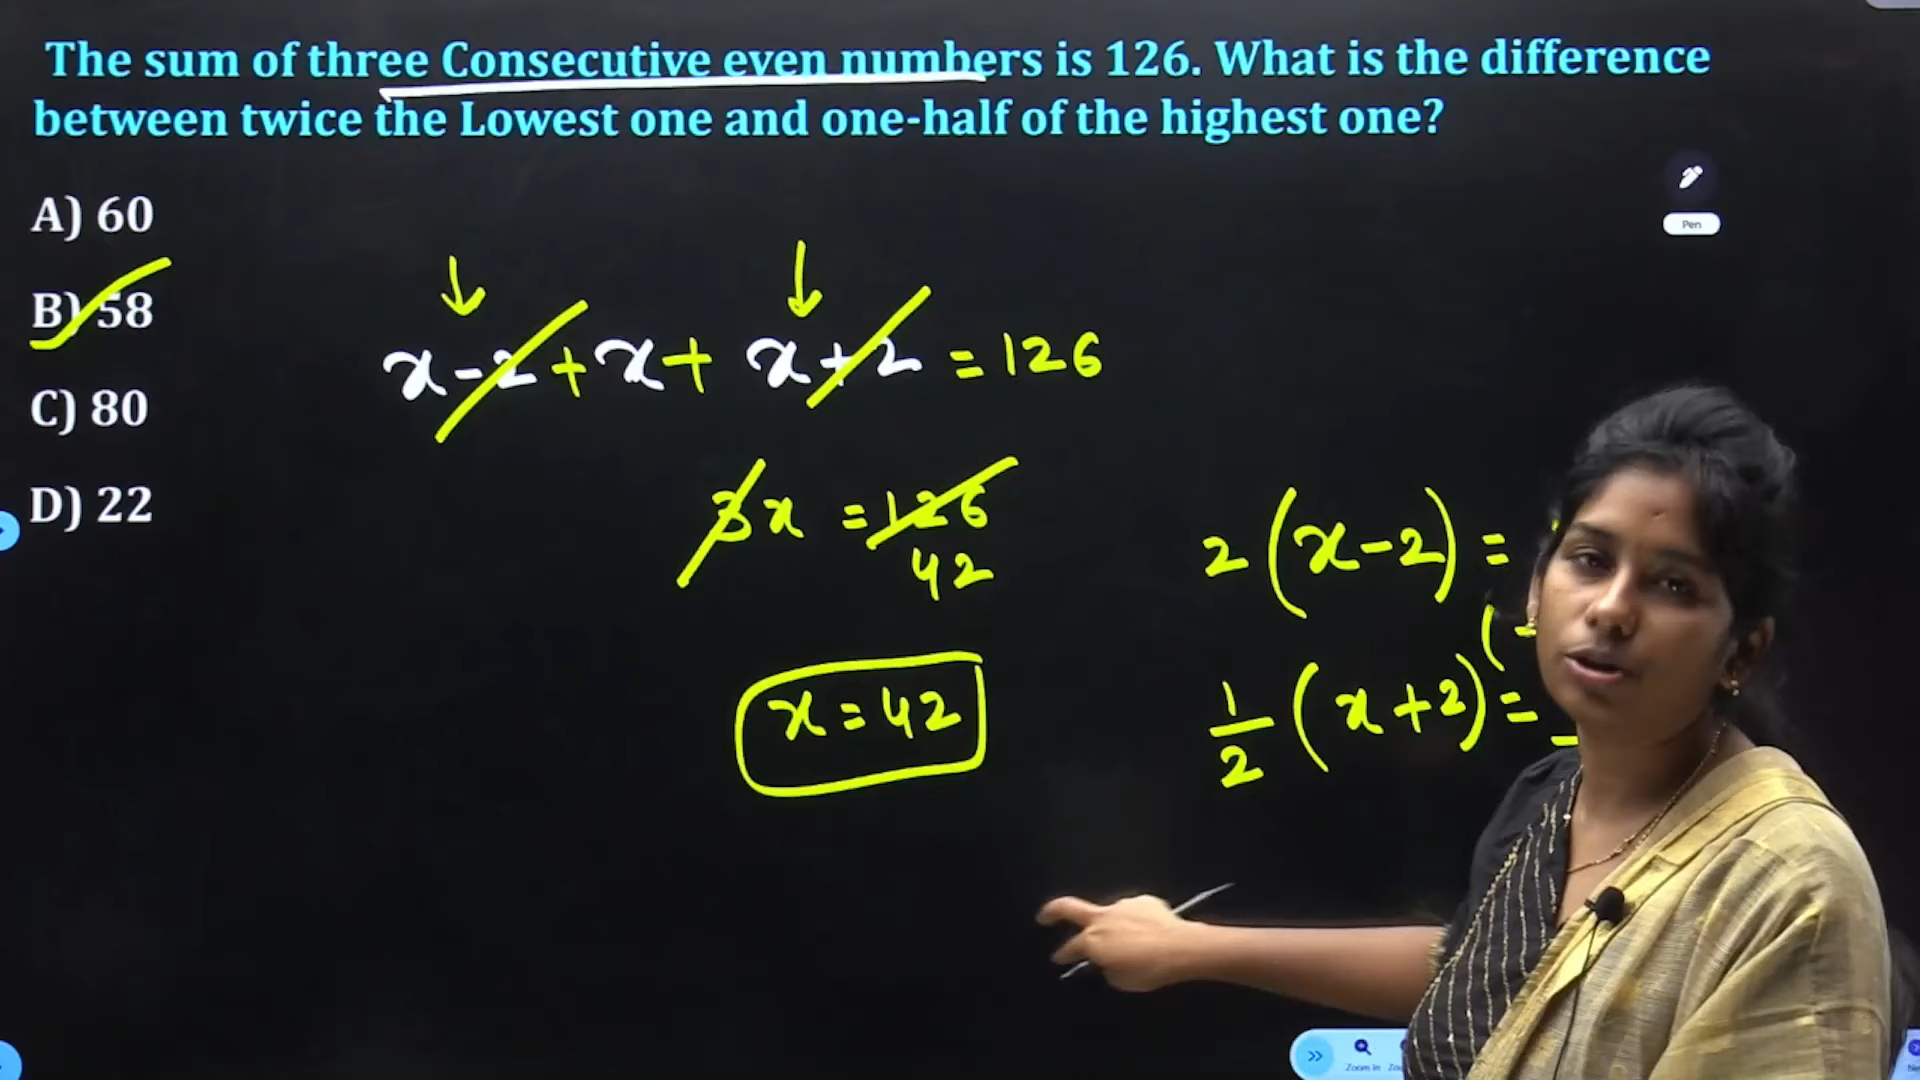 The sum of three Consecutive even numbers is 126. What is the difference
between twice the Lowest one and one-half of the highest one?
A) 60
B) 58
C) 80
D) 22
Pen
x-2 + x + x+2 = 126
3x = 126
42
x = 42
2(x-2) =
(-
1/2 (x+2) =
Zoom In